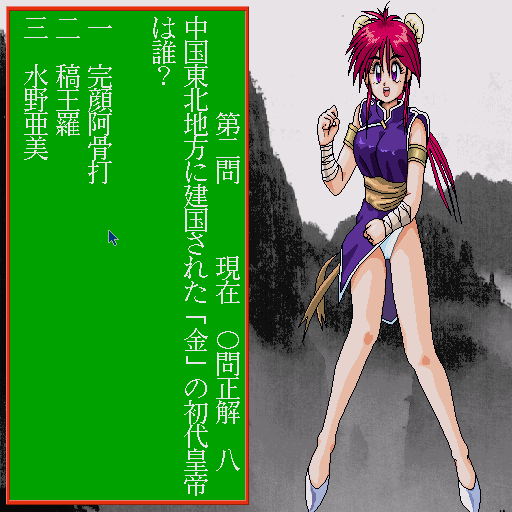 第二問　現在　〇問正解　八
中国東北地方に建国された「金」の初代皇帝
は誰？
一　完顔阿骨打
二　稿王羅
三　水野亜美